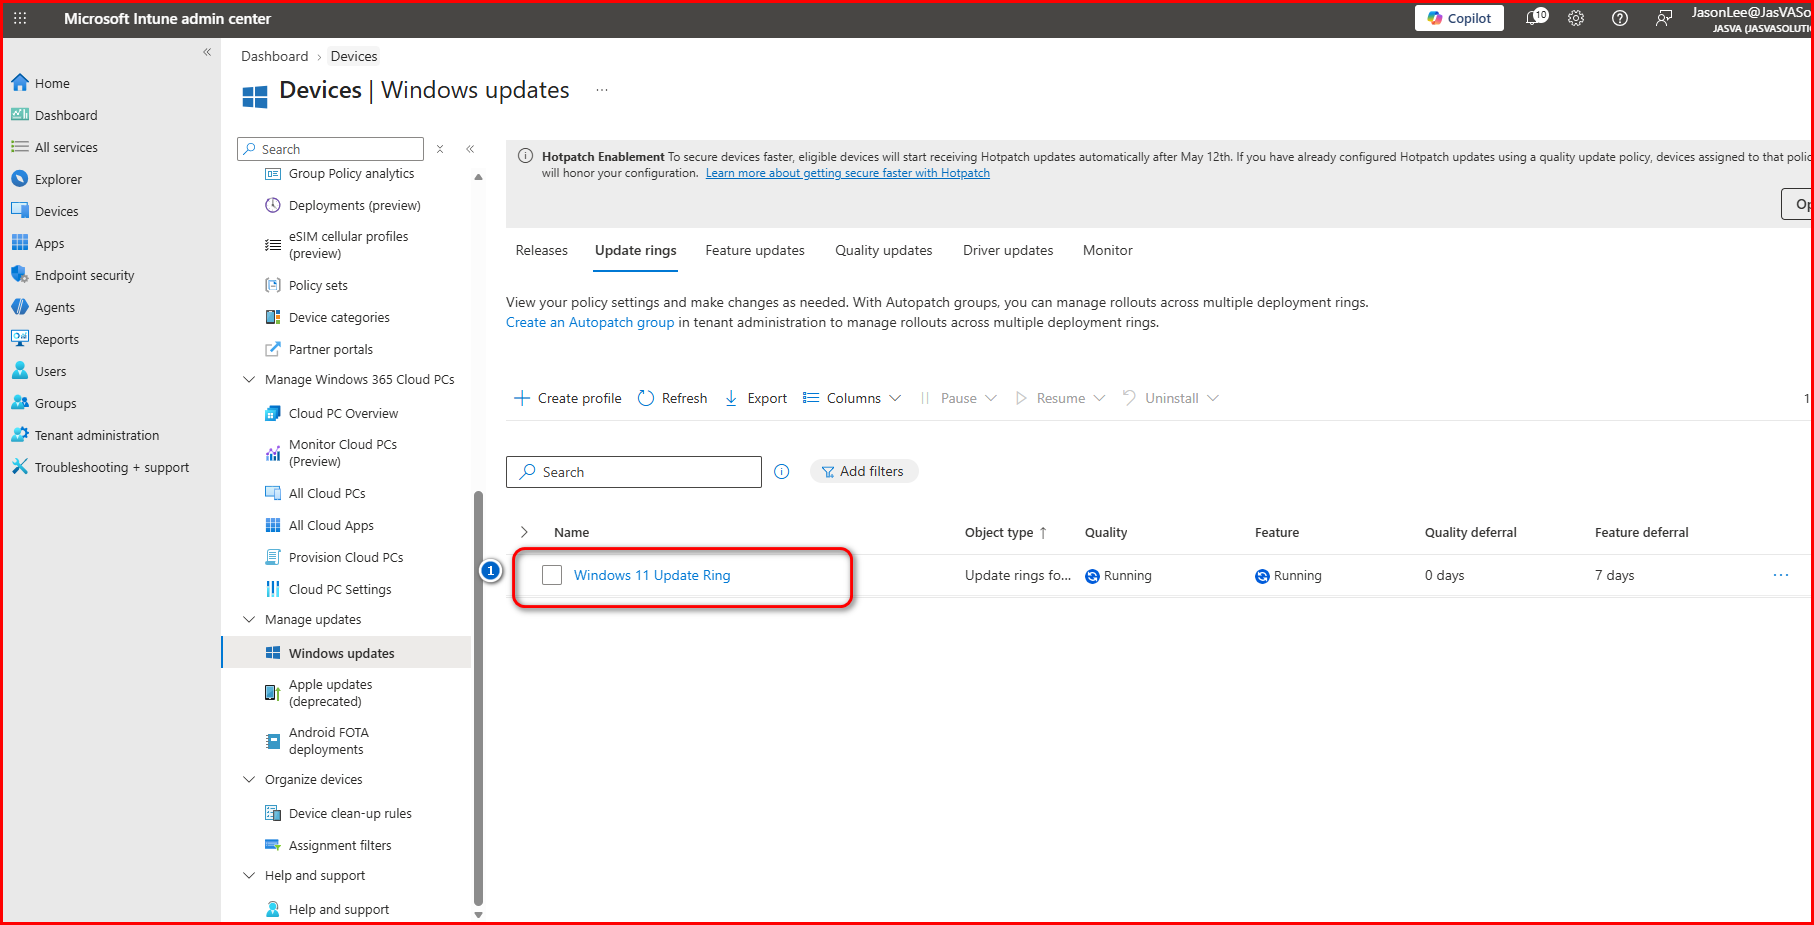 Microsoft Intune admin center
Copilot
10
JasonLee@JasVASo
JASVA (JASVASOLUTI
Home
Dashboard
All services
Explorer
Devices
Apps
Endpoint security
Agents
Reports
Users
Groups
Tenant administration
Troubleshooting + support
Dashboard > Devices
Devices | Windows updates ...
Search
Group Policy analytics
Deployments (preview)
eSIM cellular profiles
(preview)
Policy sets
Device categories
Partner portals
Manage Windows 365 Cloud PCs
Cloud PC Overview
Monitor Cloud PCs
(Preview)
All Cloud PCs
All Cloud Apps
Provision Cloud PCs
Cloud PC Settings
Manage updates
Windows updates
Apple updates
(deprecated)
Android FOTA
deployments
Organize devices
Device clean-up rules
Assignment filters
Help and support
Help and support
Hotpatch Enablement To secure devices faster, eligible devices will start receiving Hotpatch updates automatically after May 12th. If you have already configured Hotpatch updates using a quality update policy, devices assigned to that polic
will honor your configuration. Learn more about getting secure faster with Hotpatch
Op
Releases Update rings Feature updates Quality updates Driver updates Monitor
View your policy settings and make changes as needed. With Autopatch groups, you can manage rollouts across multiple deployment rings.
Create an Autopatch group in tenant administration to manage rollouts across multiple deployment rings.
Create profile Refresh Export Columns Pause Resume Uninstall 1
Search Add filters
Name Object type ↑ Quality Feature Quality deferral Feature deferral
1 Windows 11 Update Ring Update rings fo... Running Running 0 days 7 days ...